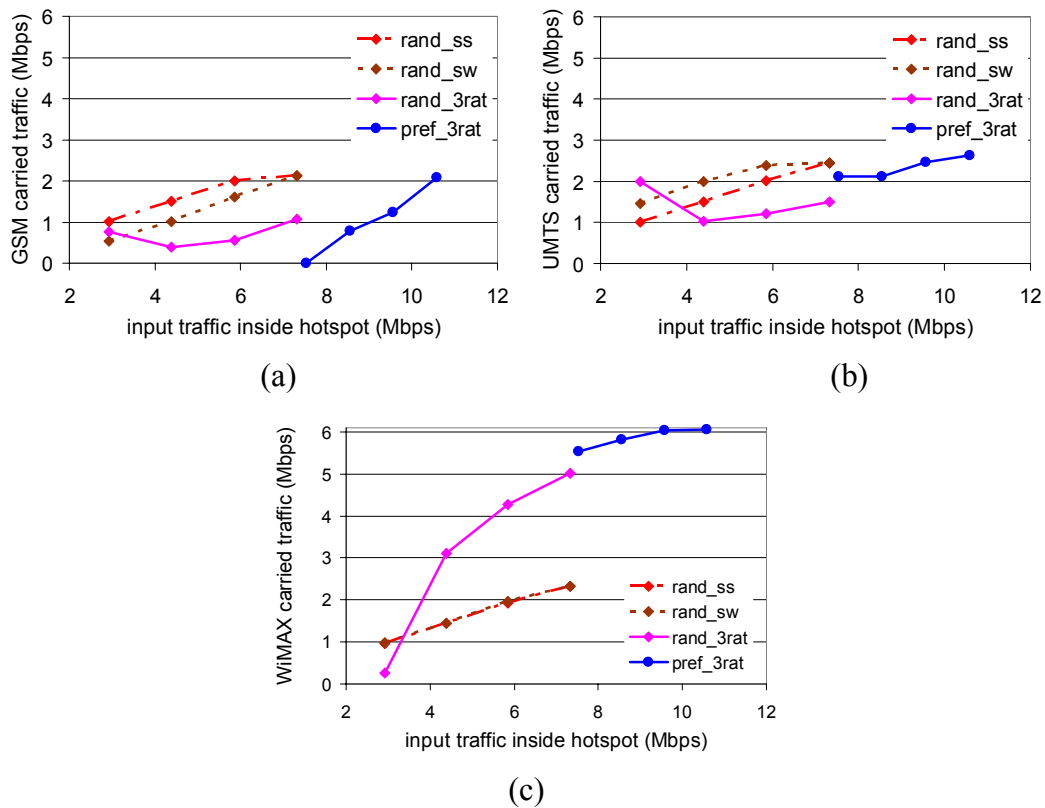 GSM carried traffic (Mbps)
6
5
4
3
2
1
0
2 4 6 8 10 12
input traffic inside hotspot (Mbps)
rand_ss
rand_sw
rand_3rat
pref_3rat
(a)
UMTS carried traffic (Mbps)
6
5
4
3
2
1
0
2 4 6 8 10 12
input traffic inside hotspot (Mbps)
rand_ss
rand_sw
rand_3rat
pref_3rat
(b)
WiMAX carried traffic (Mbps)
6
5
4
3
2
1
0
2 4 6 8 10 12
input traffic inside hotspot (Mbps)
rand_ss
rand_sw
rand_3rat
pref_3rat
(c)